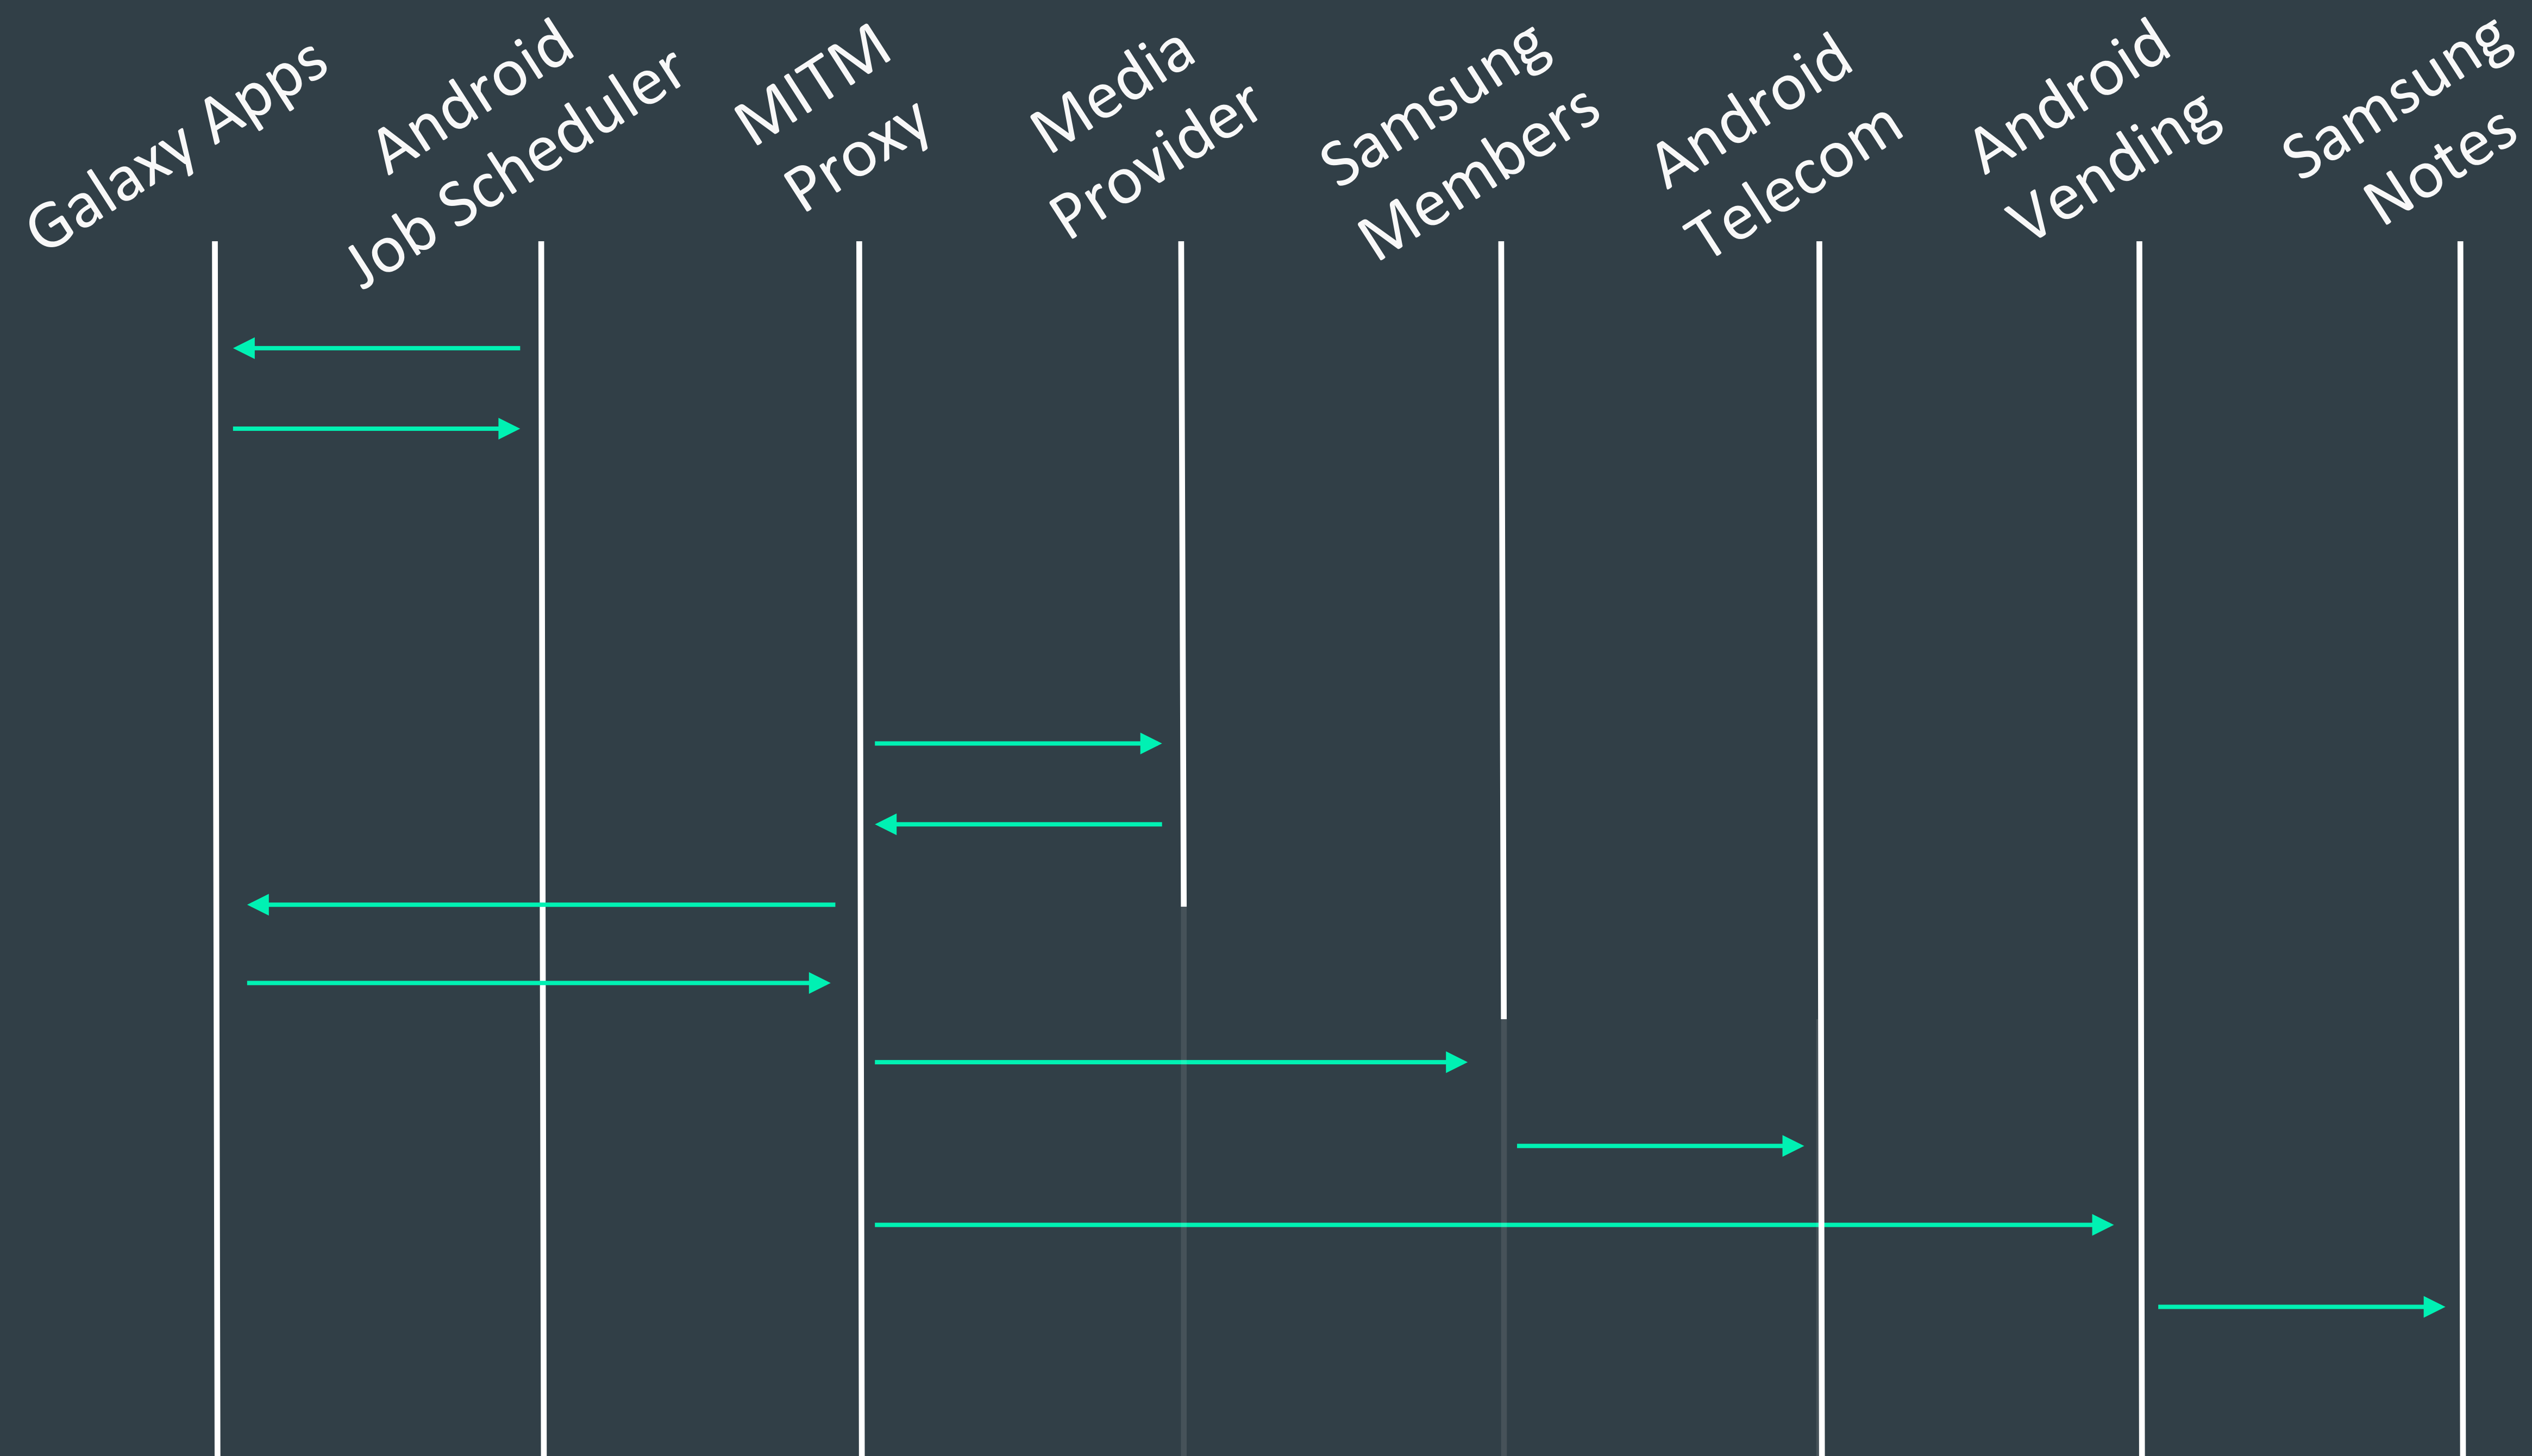 Galaxy Apps
Android
Job Scheduler
MITM
Proxy
Media
Provider
Samsung
Members
Android
Telecom
Android
Vending
Samsung
Notes